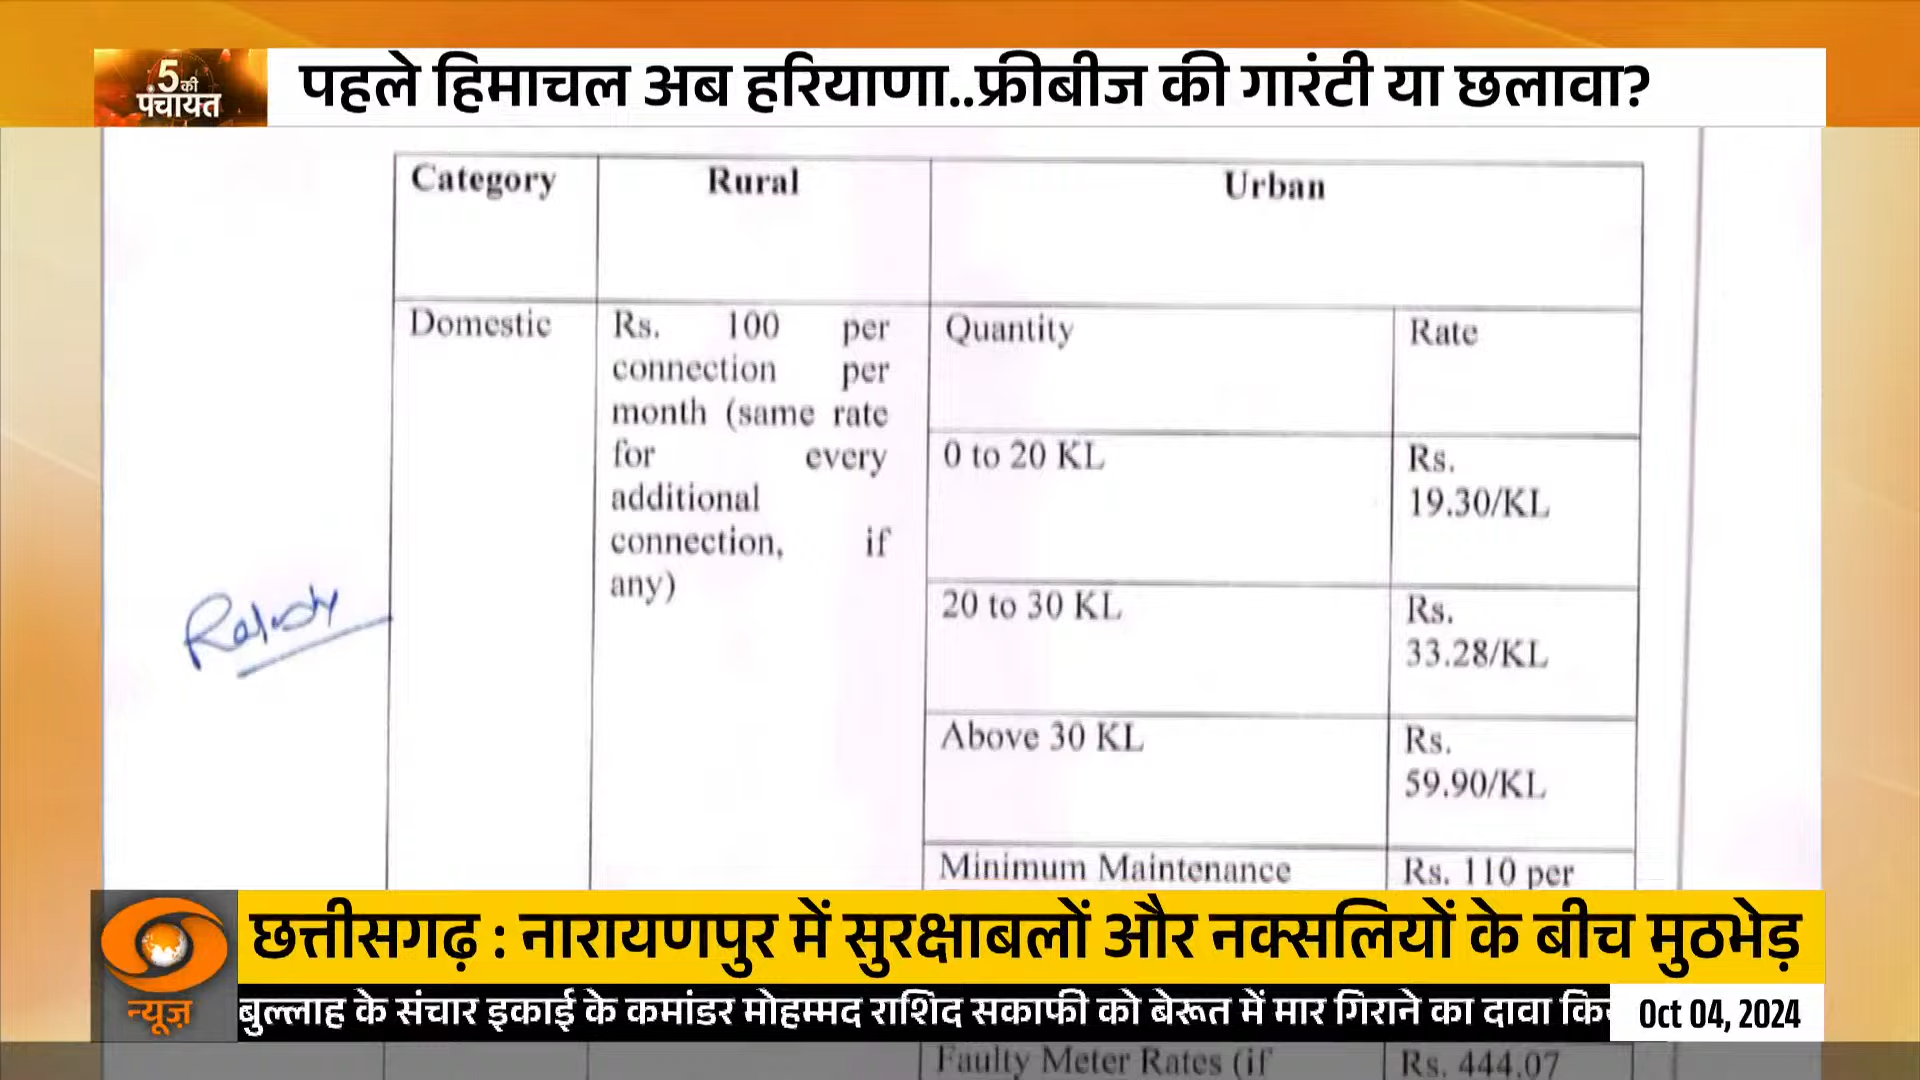 5 की
पंचायत
पहले हिमाचल अब हरियाणा..फ्रीबीज की गारंटी या छलावा?
Category
Rural
Urban
Domestic
Rs. 100 per
connection per
month (same rate
for every
additional
connection, if
any)
Quantity
Rate
0 to 20 KL
Rs.
19.30/KL
20 to 30 KL
Rs.
33.28/KL
Above 30 KL
Rs.
59.90/KL
Minimum Maintenance
Rs. 110 per
छत्तीसगढ़ : नारायणपुर में सुरक्षाबलों और नक्सलियों के बीच मुठभेड़
न्यूज़
बुल्लाह के संचार इकाई के कमांडर मोहम्मद राशिद सकाफी को बेरूत में मार गिराने का दावा
Oct 04, 2024
Faulty Meter Rates (if
Rs. 444.07